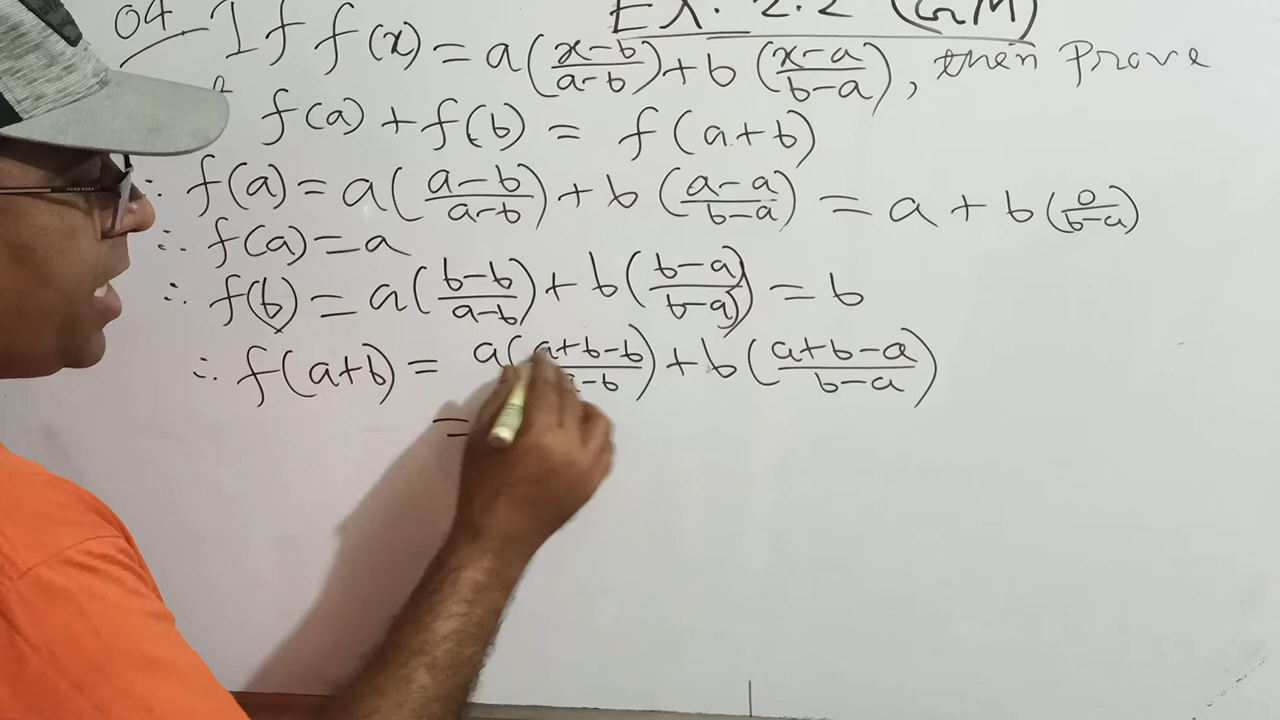 Ex. 2.2 (GM)
04 If f(x) = a((x-b)/(a-b)) + b((x-a)/(b-a)), then Prove
f(a) + f(b) = f(a+b)
∴ f(a) = a((a-b)/(a-b)) + b((a-a)/(b-a)) = a + b(0/(b-a))
∴ f(a) = a
∴ f(b) = a((b-b)/(a-b)) + b((b-a)/(b-a)) = b
∴ f(a+b) = a((a+b-b)/(a-b)) + b((a+b-a)/(b-a))
=